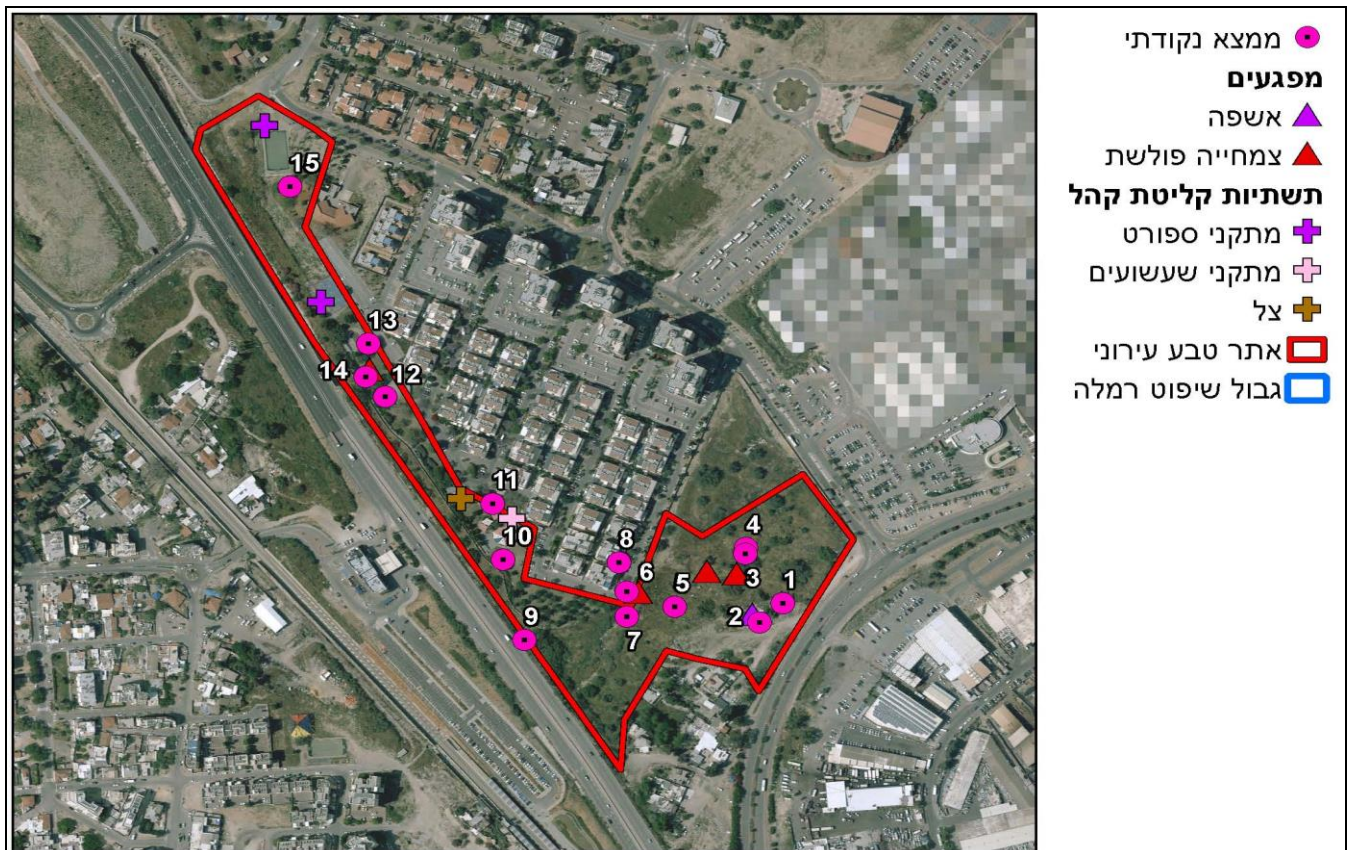 ממצא נקודתי
מפגעים
אשפה
צמחייה פולשת
תשתיות קליטת קהל
מתקני ספורט
מתקני שעשועים
צל
אתר טבע עירוני
גבול שיפוט רמלה
15
13
14
12
11
10
8
4
6
5
3
1
2
7
9